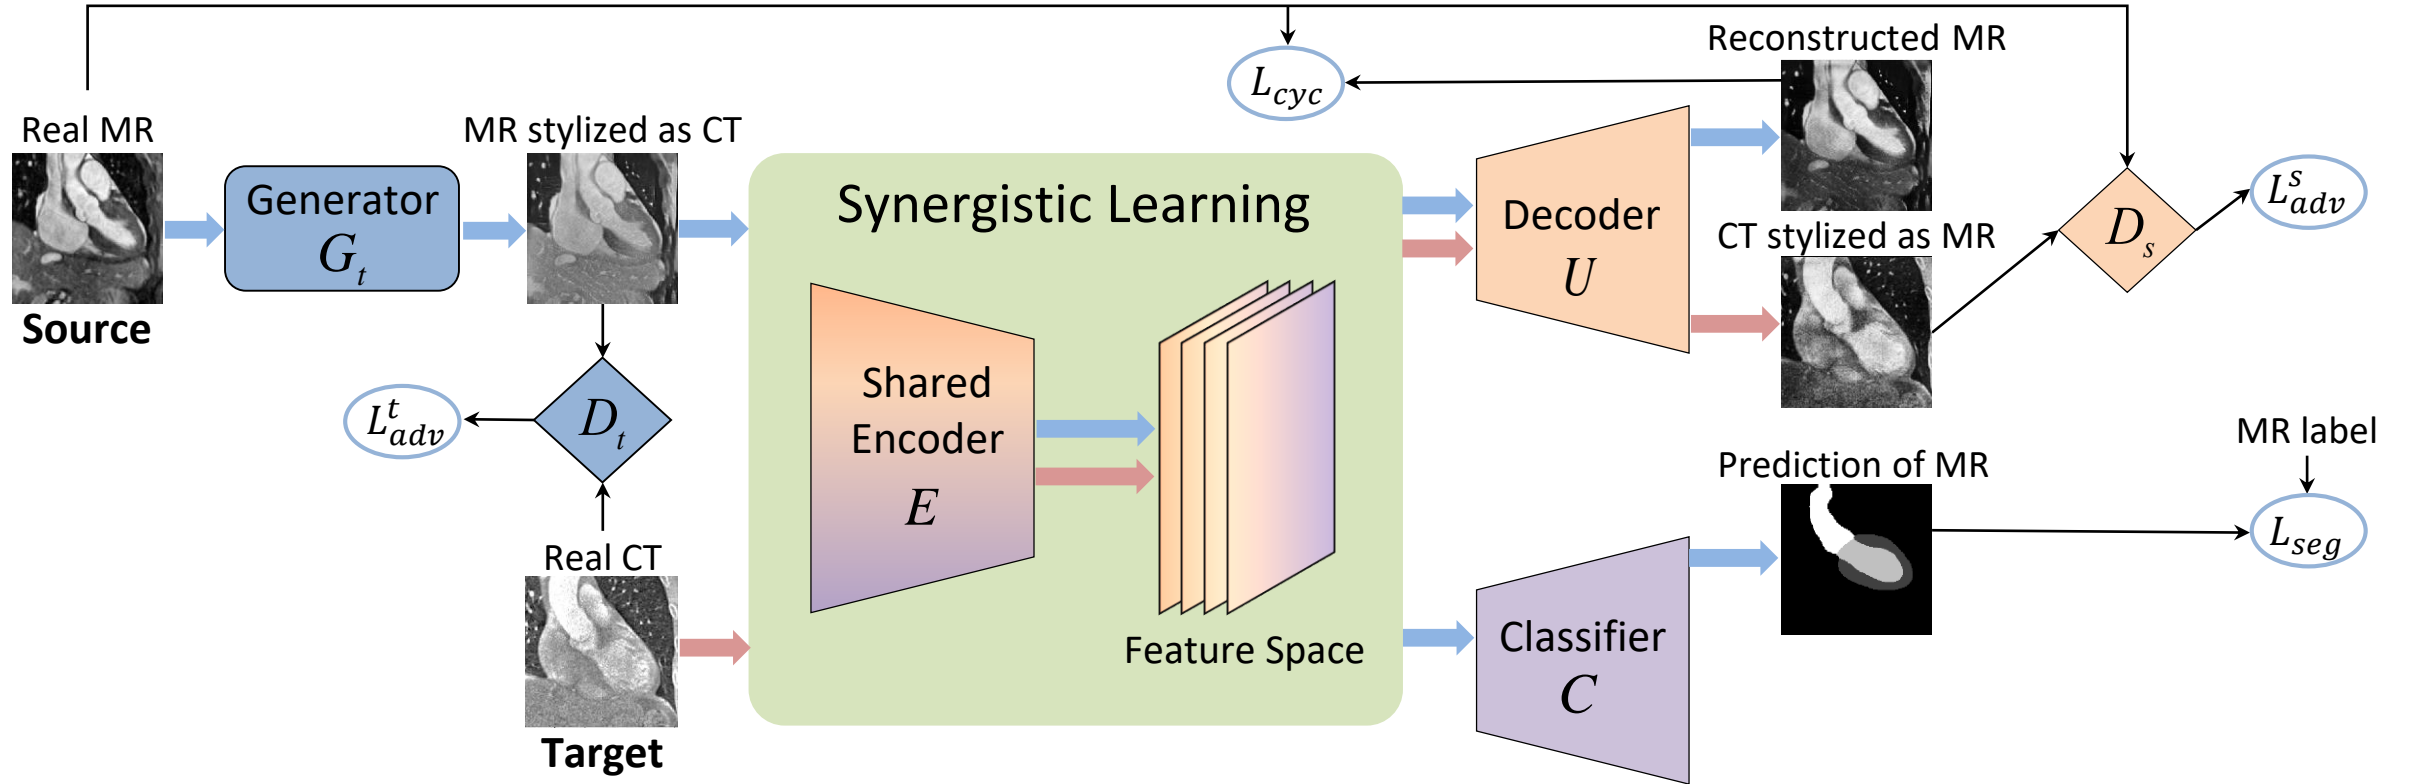 Real MR
Source
Generator
G_t
MR stylized as CT
L^t_adv
D_t
Real CT
Target
Synergistic Learning
Shared
Encoder
E
Feature Space
L_cyc
Decoder
U
Reconstructed MR
CT stylized as MR
D_s
L^s_adv
Classifier
C
Prediction of MR
MR label
L_seg